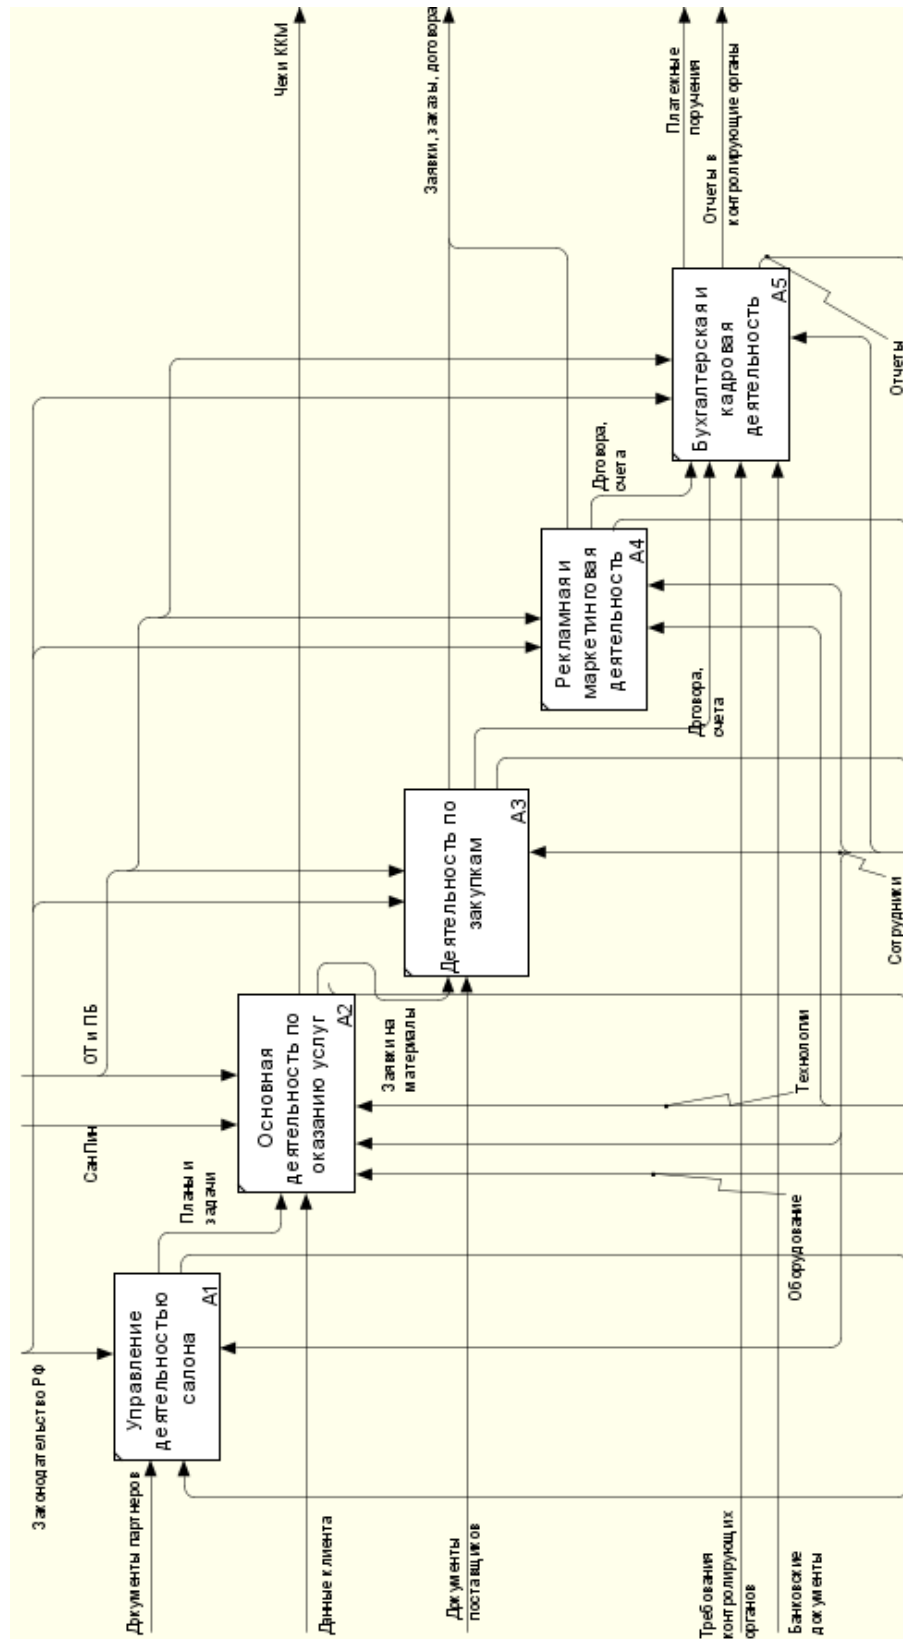 Законодательство РФ
СанПин
ОТ и ПБ
Чеки ККМ
Заявки, заказы, договора
Платежные
поручения
Отчеты в
контролирующие органы
Документы партнеров
Управление
деятельностью
салона
A1
Планы и
задачи
Данные клиента
Основная
деятельность по
оказанию услуг
A2
Заявки на
материалы
Документы
поставщиков
Деятельность по
закупкам
A3
Договора,
счета
Рекламная и
маркетинговая
деятельность
A4
Договора,
счета
Бухгалтерская и
кадровая
деятельность
A5
Требования
контролирующих
органов
Банковские
документы
Оборудование
Технологии
Сотрудники
Отчеты